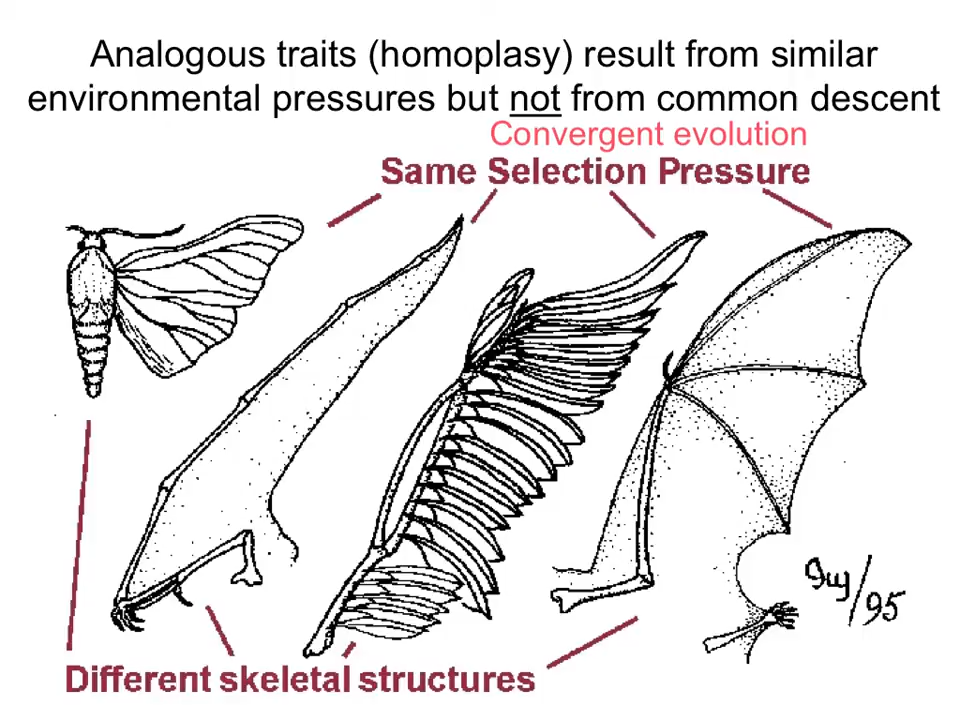 Analogous traits (homoplasy) result from similar
environmental pressures but not from common descent
Convergent evolution
Same Selection Pressure
Different skeletal structures